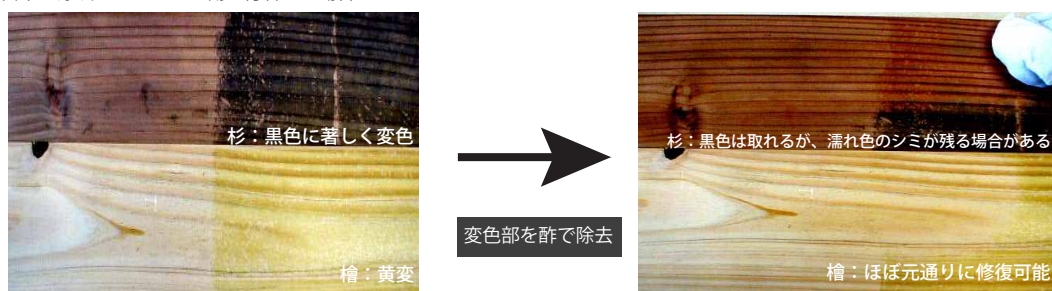 杉：黒色に著しく変色
檜：黄変
変色部を酢で除去
杉：黒色は取れるが、濡れ色のシミが残る場合がある
檜：ほぼ元通りに修復可能